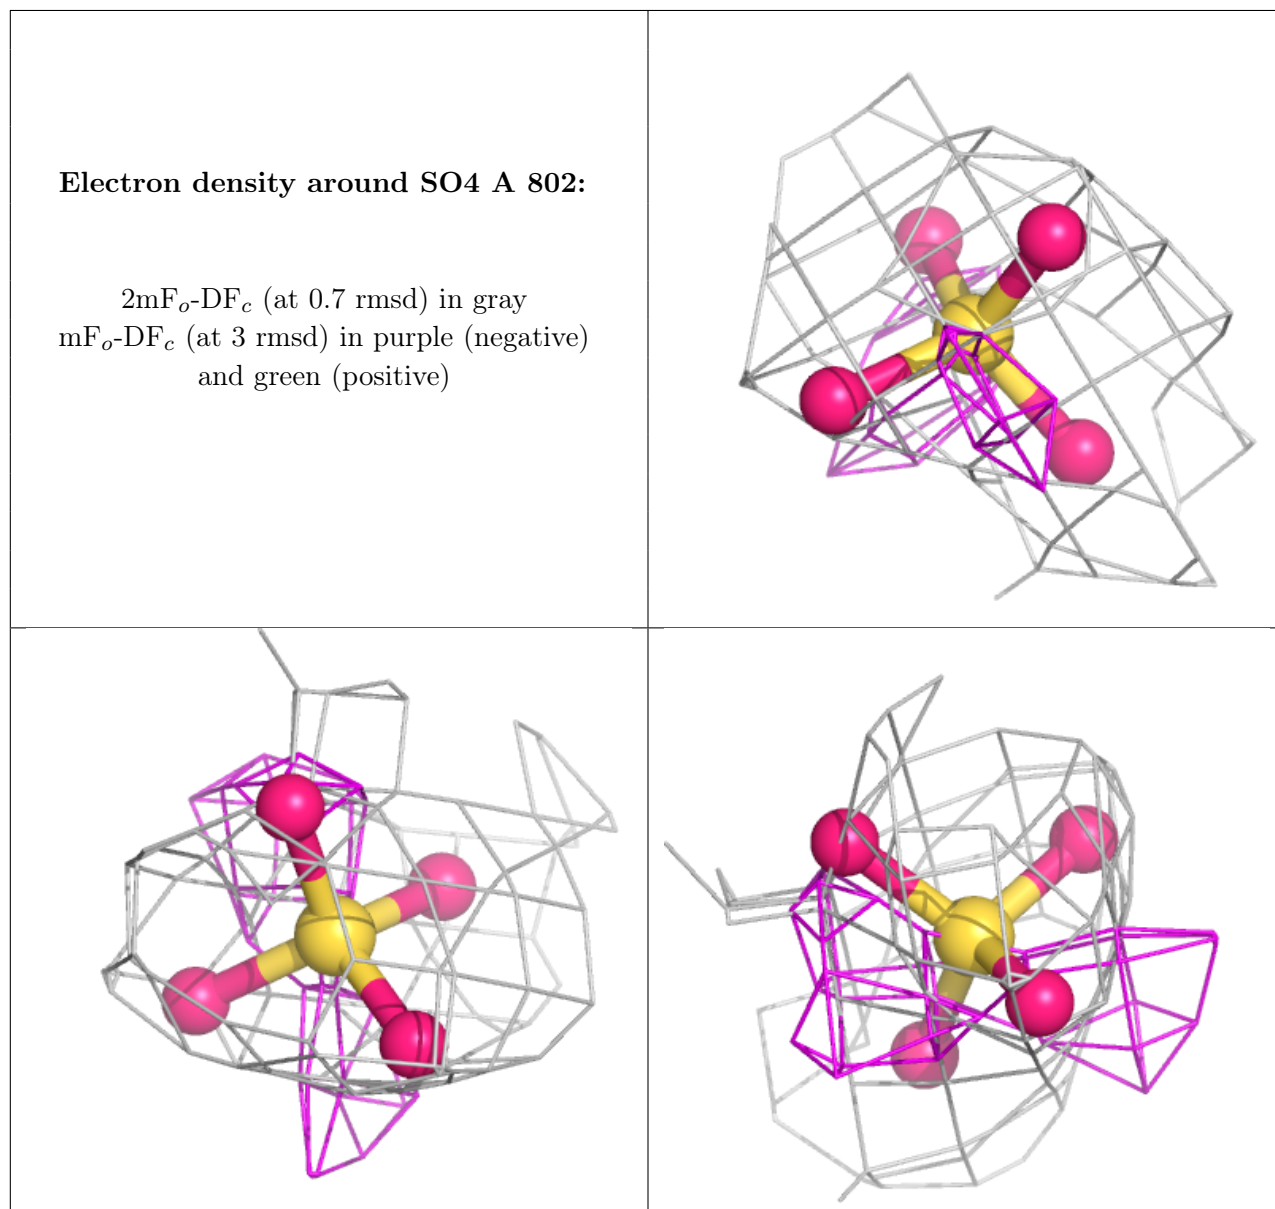 Electron density around SO4 A 802:
2mFo-DFc (at 0.7 rmsd) in gray
mFo-DFc (at 3 rmsd) in purple (negative)
and green (positive)